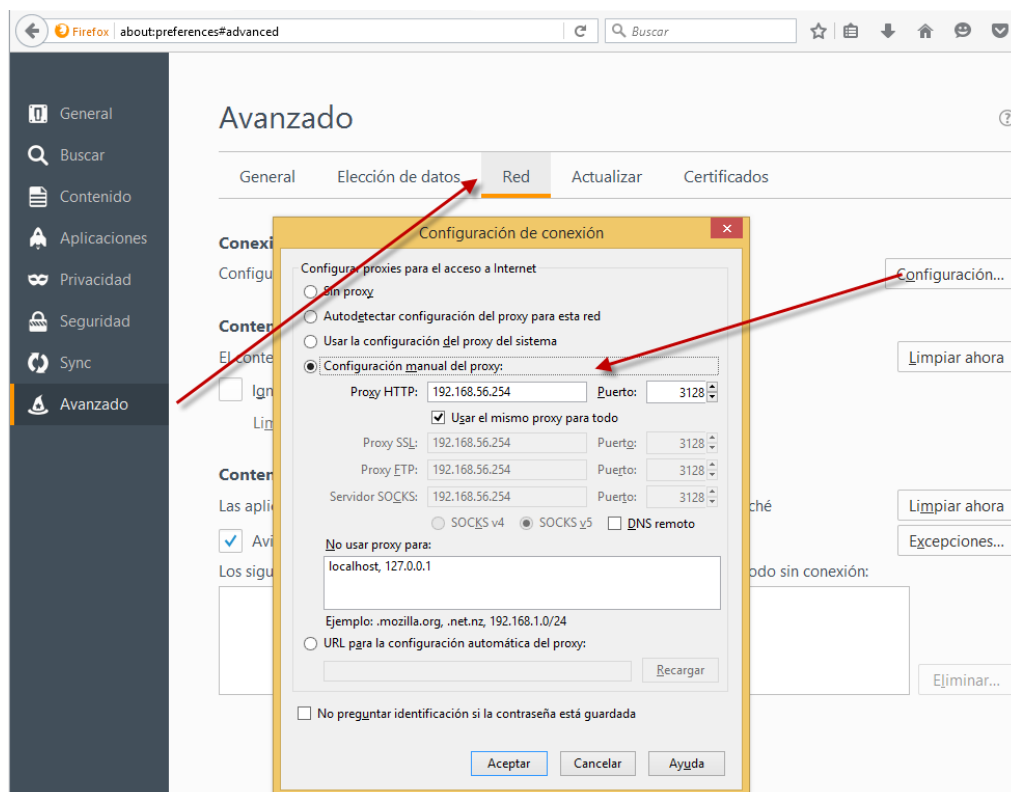 Firefox about:preferences#advanced
Buscar
General
Buscar
Contenido
Aplicaciones
Privacidad
Seguridad
Sync
Avanzado
Avanzado
General Elección de datos Red Actualizar Certificados
Conexi
Configu
Configuración...
Conten
El conte
Limpiar ahora
Ign
Lim
Conten
Las aplic
ché
Limpiar ahora
Avi
Excepciones...
Los sigu
odo sin conexión:
Eliminar...
Configuración de conexión
Configurar proxies para el acceso a Internet
Sin proxy
Autodetectar configuración del proxy para esta red
Usar la configuración del proxy del sistema
Configuración manual del proxy:
Proxy HTTP: 192.168.56.254 Puerto: 3128
Usar el mismo proxy para todo
Proxy SSL: 192.168.56.254 Puerto: 3128
Proxy FTP: 192.168.56.254 Puerto: 3128
Servidor SOCKS: 192.168.56.254 Puerto: 3128
SOCKS v4 SOCKS v5 DNS remoto
No usar proxy para:
localhost, 127.0.0.1
Ejemplo: .mozilla.org, .net.nz, 192.168.1.0/24
URL para la configuración automática del proxy:
Recargar
No preguntar identificación si la contraseña está guardada
Aceptar Cancelar Ayuda